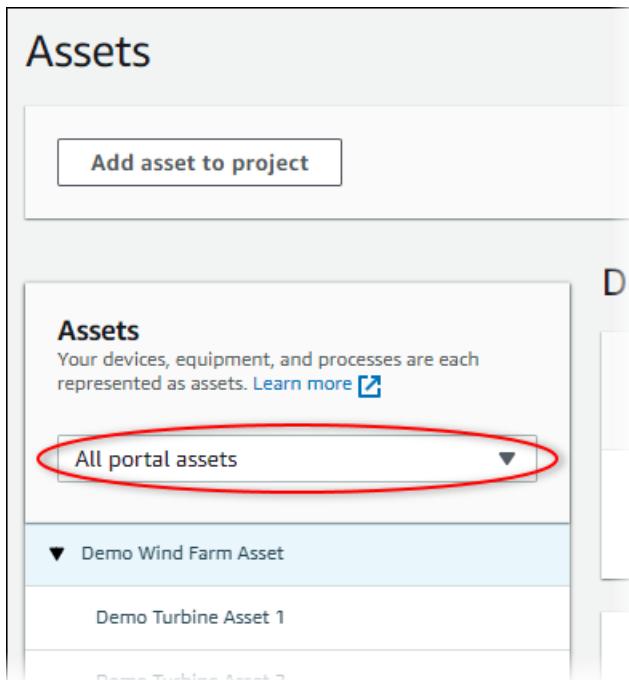 Assets
Add asset to project
D
Assets
Your devices, equipment, and processes are each
represented as assets. Learn more
All portal assets
Demo Wind Farm Asset
Demo Turbine Asset 1